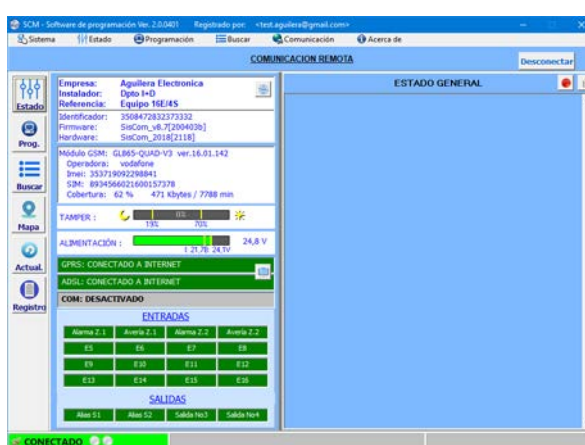 SCM - Software de programación Ver. 2.0.0401 Registrado por: <test.aguilera@gmail.com>
Sistema Estado Programación Buscar Comunicación Acerca de
COMUNICACION REMOTA
Desconectar
Estado
Prog.
Buscar
Mapa
Actual.
Registro
Empresa: Aguilera Electronica
Instalador: Dpto I+D
Referencia: Equipo 16E/4S
Identificador: 3508472832373332
Firmware: SisCom_v8.7[200403b]
Hardware: SisCom_2018[2118]
Módulo GSM: GL865-QUAD-V3 ver.16.01.142
Operadora: vodafone
Imei: 353719092298841
SIM: 8934566021600157378
Cobertura: 62 % 471 Kbytes / 7788 min
TAMPER : 0%
19% 70%
ALIMENTACIÓN : 24,8 V
GPRS: CONECTADO A INTERNET
ADSL: CONECTADO A INTERNET
COM: DESACTIVADO
ENTRADAS
Alarma Z.1 Avería Z.1 Alarma Z.2 Avería Z.2
E5 E6 E7 E8
E9 E10 E11 E12
E13 E14 E15 E16
SALIDAS
Alias S1 Alias S2 Salida No3 Salida No4
ESTADO GENERAL
CONECTADO